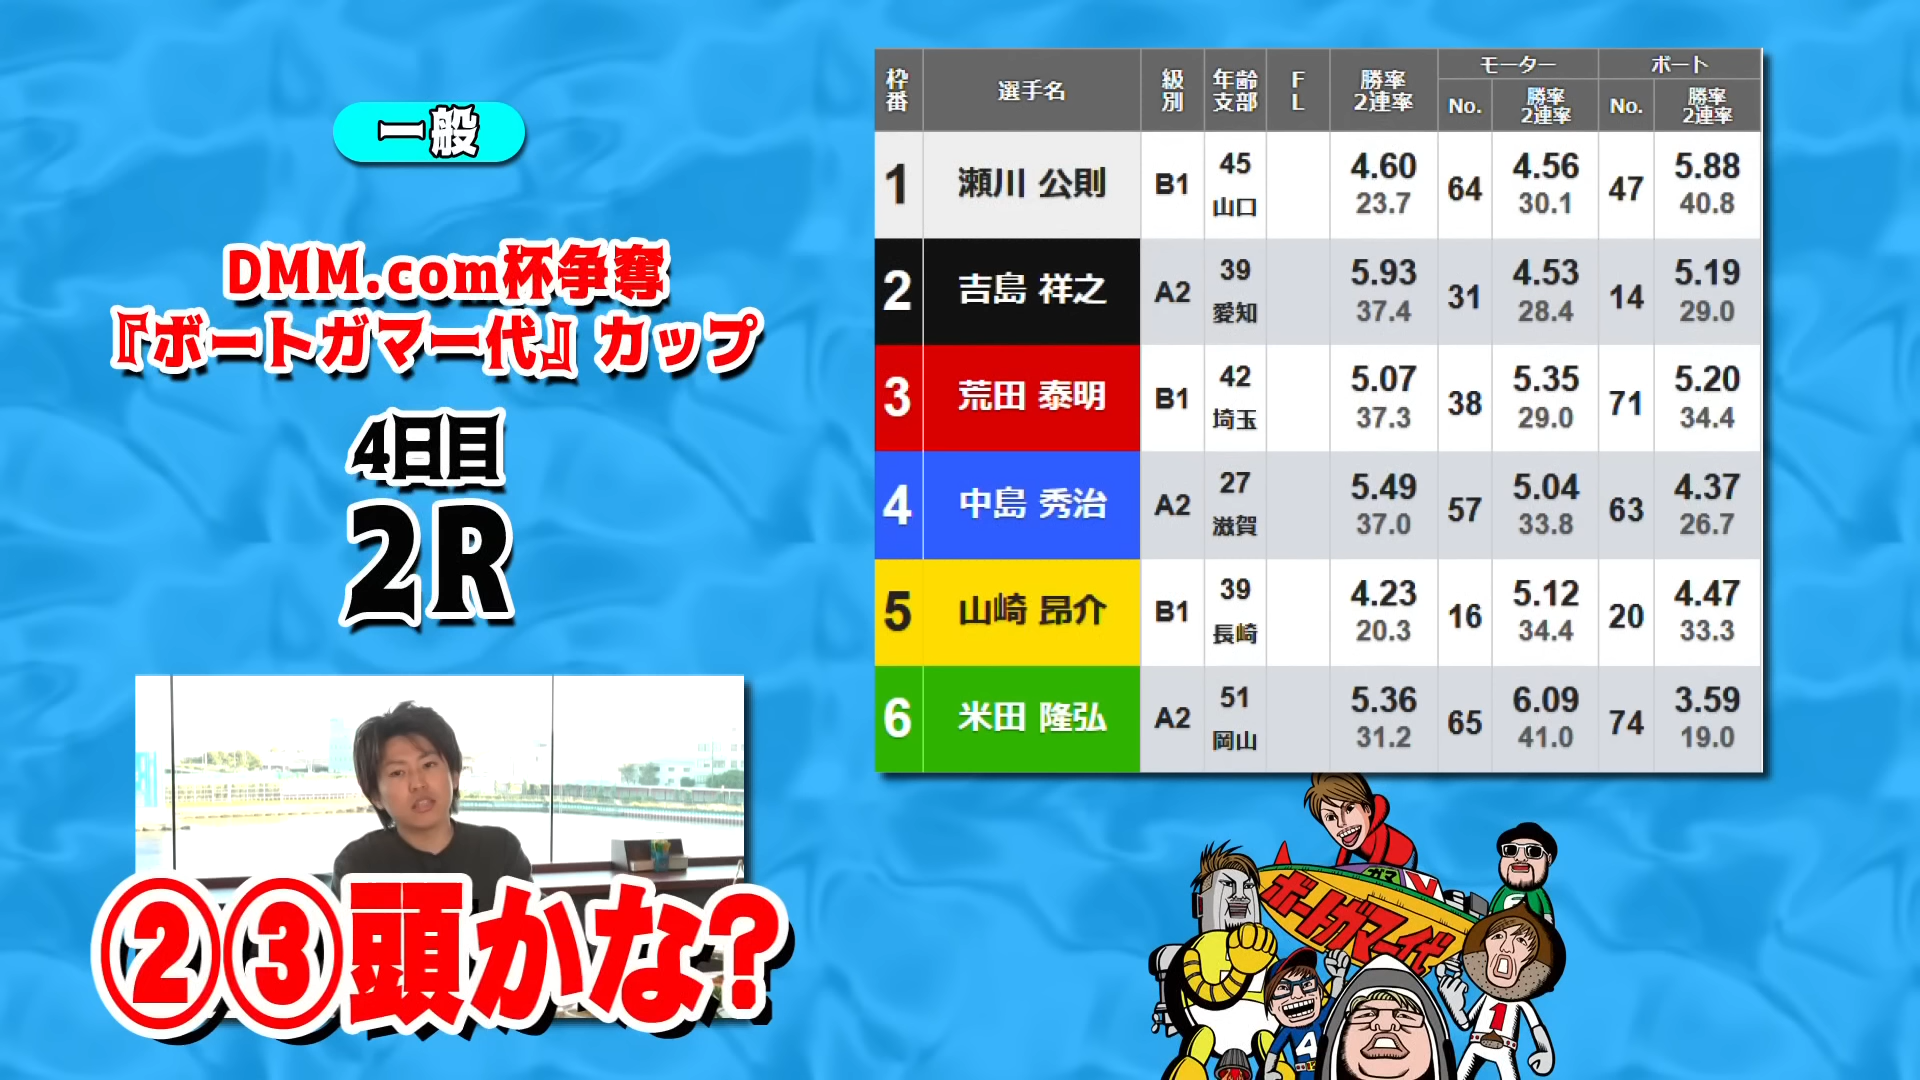 一般
DMM.com杯争奪
『ボートガマ一代』カップ
4日目
2R
②③頭かな?
枠番 選手名 級別 年齢支部 FL 勝率2連率 モーター No. 勝率2連率 ボート No. 勝率2連率
1 瀬川 公則 B1 45 山口 4.60 23.7 64 4.56 30.1 47 5.88 40.8
2 吉島 祥之 A2 39 愛知 5.93 37.4 31 4.53 28.4 14 5.19 29.0
3 荒田 泰明 B1 42 埼玉 5.07 37.3 38 5.35 29.0 71 5.20 34.4
4 中島 秀治 A2 27 滋賀 5.49 37.0 57 5.04 33.8 63 4.37 26.7
5 山崎 昂介 B1 39 長崎 4.23 20.3 16 5.12 34.4 20 4.47 33.3
6 米田 隆弘 A2 51 岡山 5.36 31.2 65 6.09 41.0 74 3.59 19.0
ガマ
ボートガマ一代
4
1